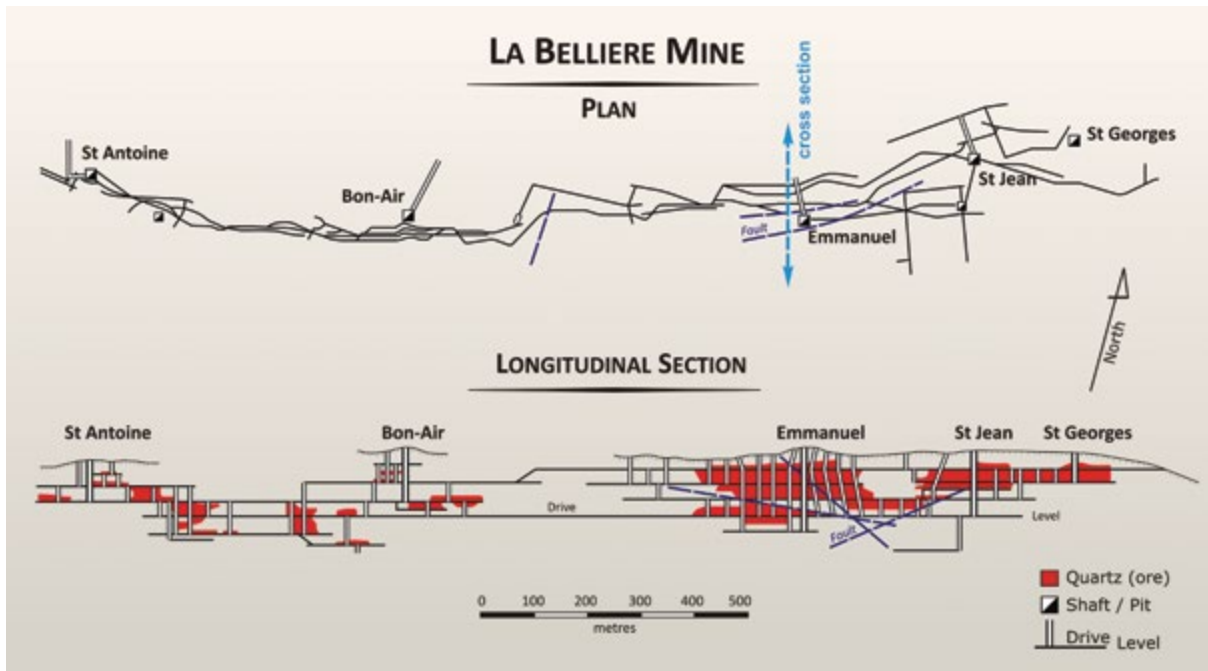 LA BELLIERE MINE
PLAN
cross section
St Antoine
Bon-Air
St Georges
St Jean
Emmanuel
Fault
North
LONGITUDINAL SECTION
St Antoine
Bon-Air
Emmanuel
St Jean
St Georges
Drive
Level
Fault
0 100 200 300 400 500
metres
Quartz (ore)
Shaft / Pit
Drive Level